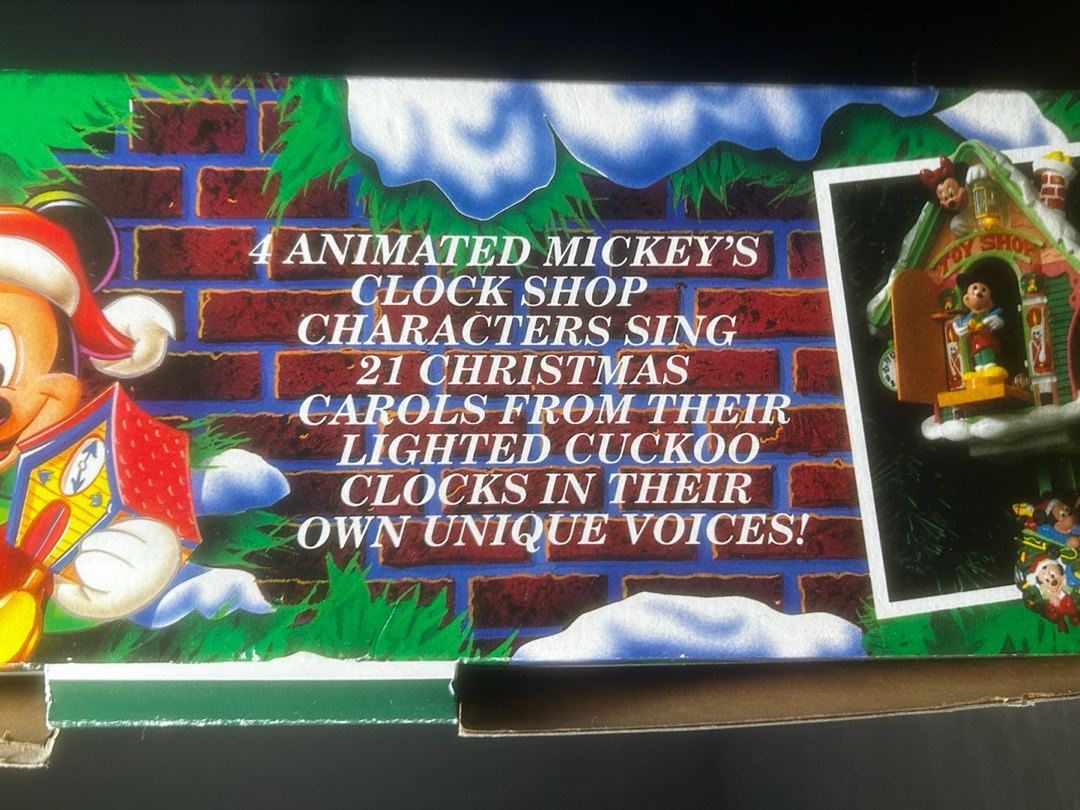 4 ANIMATED MICKEY'S
CLOCK SHOP
CHARACTERS SING
21 CHRISTMAS
CAROLS FROM THEIR
LIGHTED CUCKOO
CLOCKS IN THEIR
OWN UNIQUE VOICES!
TOY SHOP